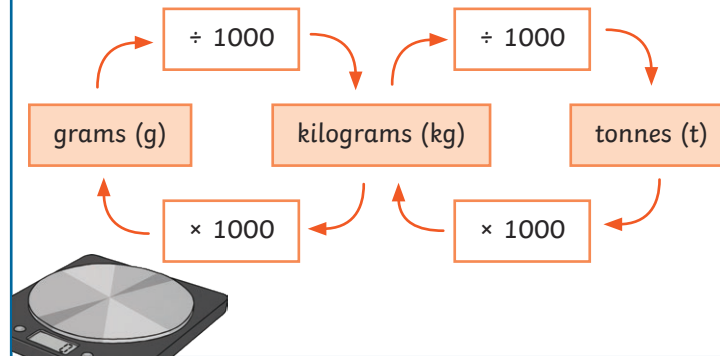 ÷ 1000
÷ 1000
grams (g)
kilograms (kg)
tonnes (t)
× 1000
× 1000